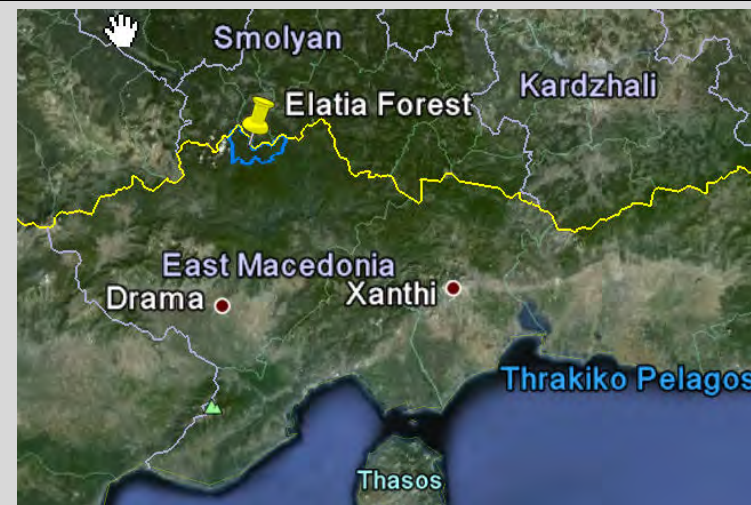 Smolyan
Kardzhali
Elatia Forest
East Macedonia
Drama
Xanthi
Thrakiko Pelagos
Thasos